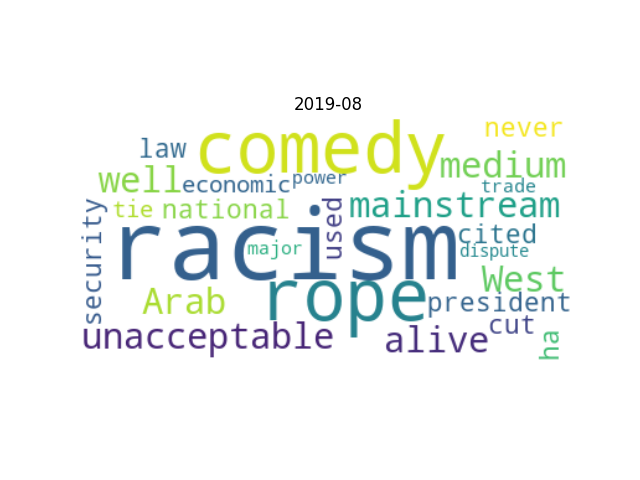 2019-08
never
comedy
law
medium
well
economic
power
trade
tie
national
used
mainstream
security
racism
major
cited
dispute
West
Arab
rope
president
unacceptable
alive
cut
ha